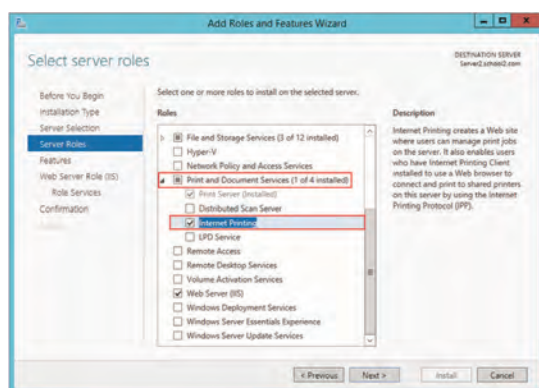 Add Roles and Features Wizard
Select server roles
DESTINATION SERVER
Server2.school2.com
Before You Begin
Installation Type
Server Selection
Server Roles
Features
Web Server Role (IIS)
Role Services
Confirmation
Select one or more roles to install on the selected server.
Roles
File and Storage Services (3 of 12 installed)
Hyper-V
Network Policy and Access Services
Print and Document Services (1 of 4 installed)
Print Server (Installed)
Distributed Scan Server
Internet Printing
LPD Service
Remote Access
Remote Desktop Services
Volume Activation Services
Web Server (IIS)
Windows Deployment Services
Windows Server Essentials Experience
Windows Server Update Services
Description
Internet Printing creates a Web site
where users can manage print jobs
on the server. It also enables users
who have Internet Printing Client
installed to use a Web browser to
connect and print to shared printers
on this server by using the Internet
Printing Protocol (IPP).
< Previous
Next >
Install
Cancel